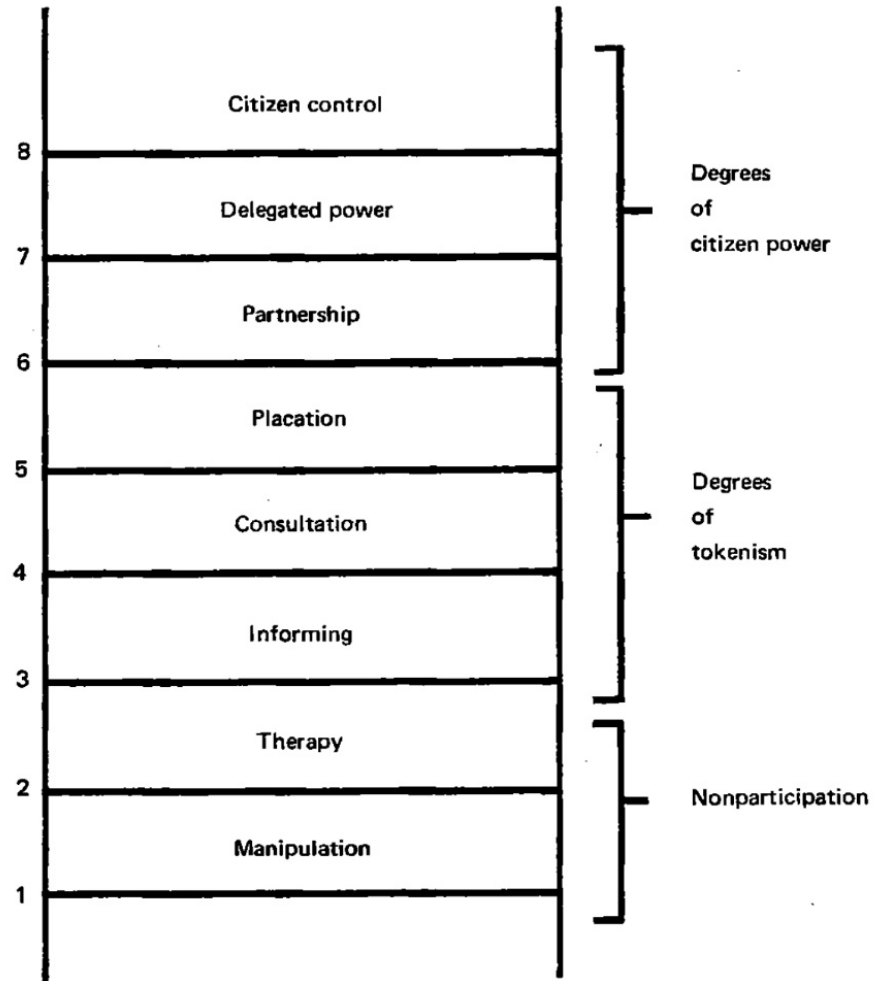 Citizen control
8
Delegated power
7
Partnership
6
Placation
5
Consultation
4
Informing
3
Therapy
2
Manipulation
1
Degrees
of
citizen power
Degrees
of
tokenism
Nonparticipation